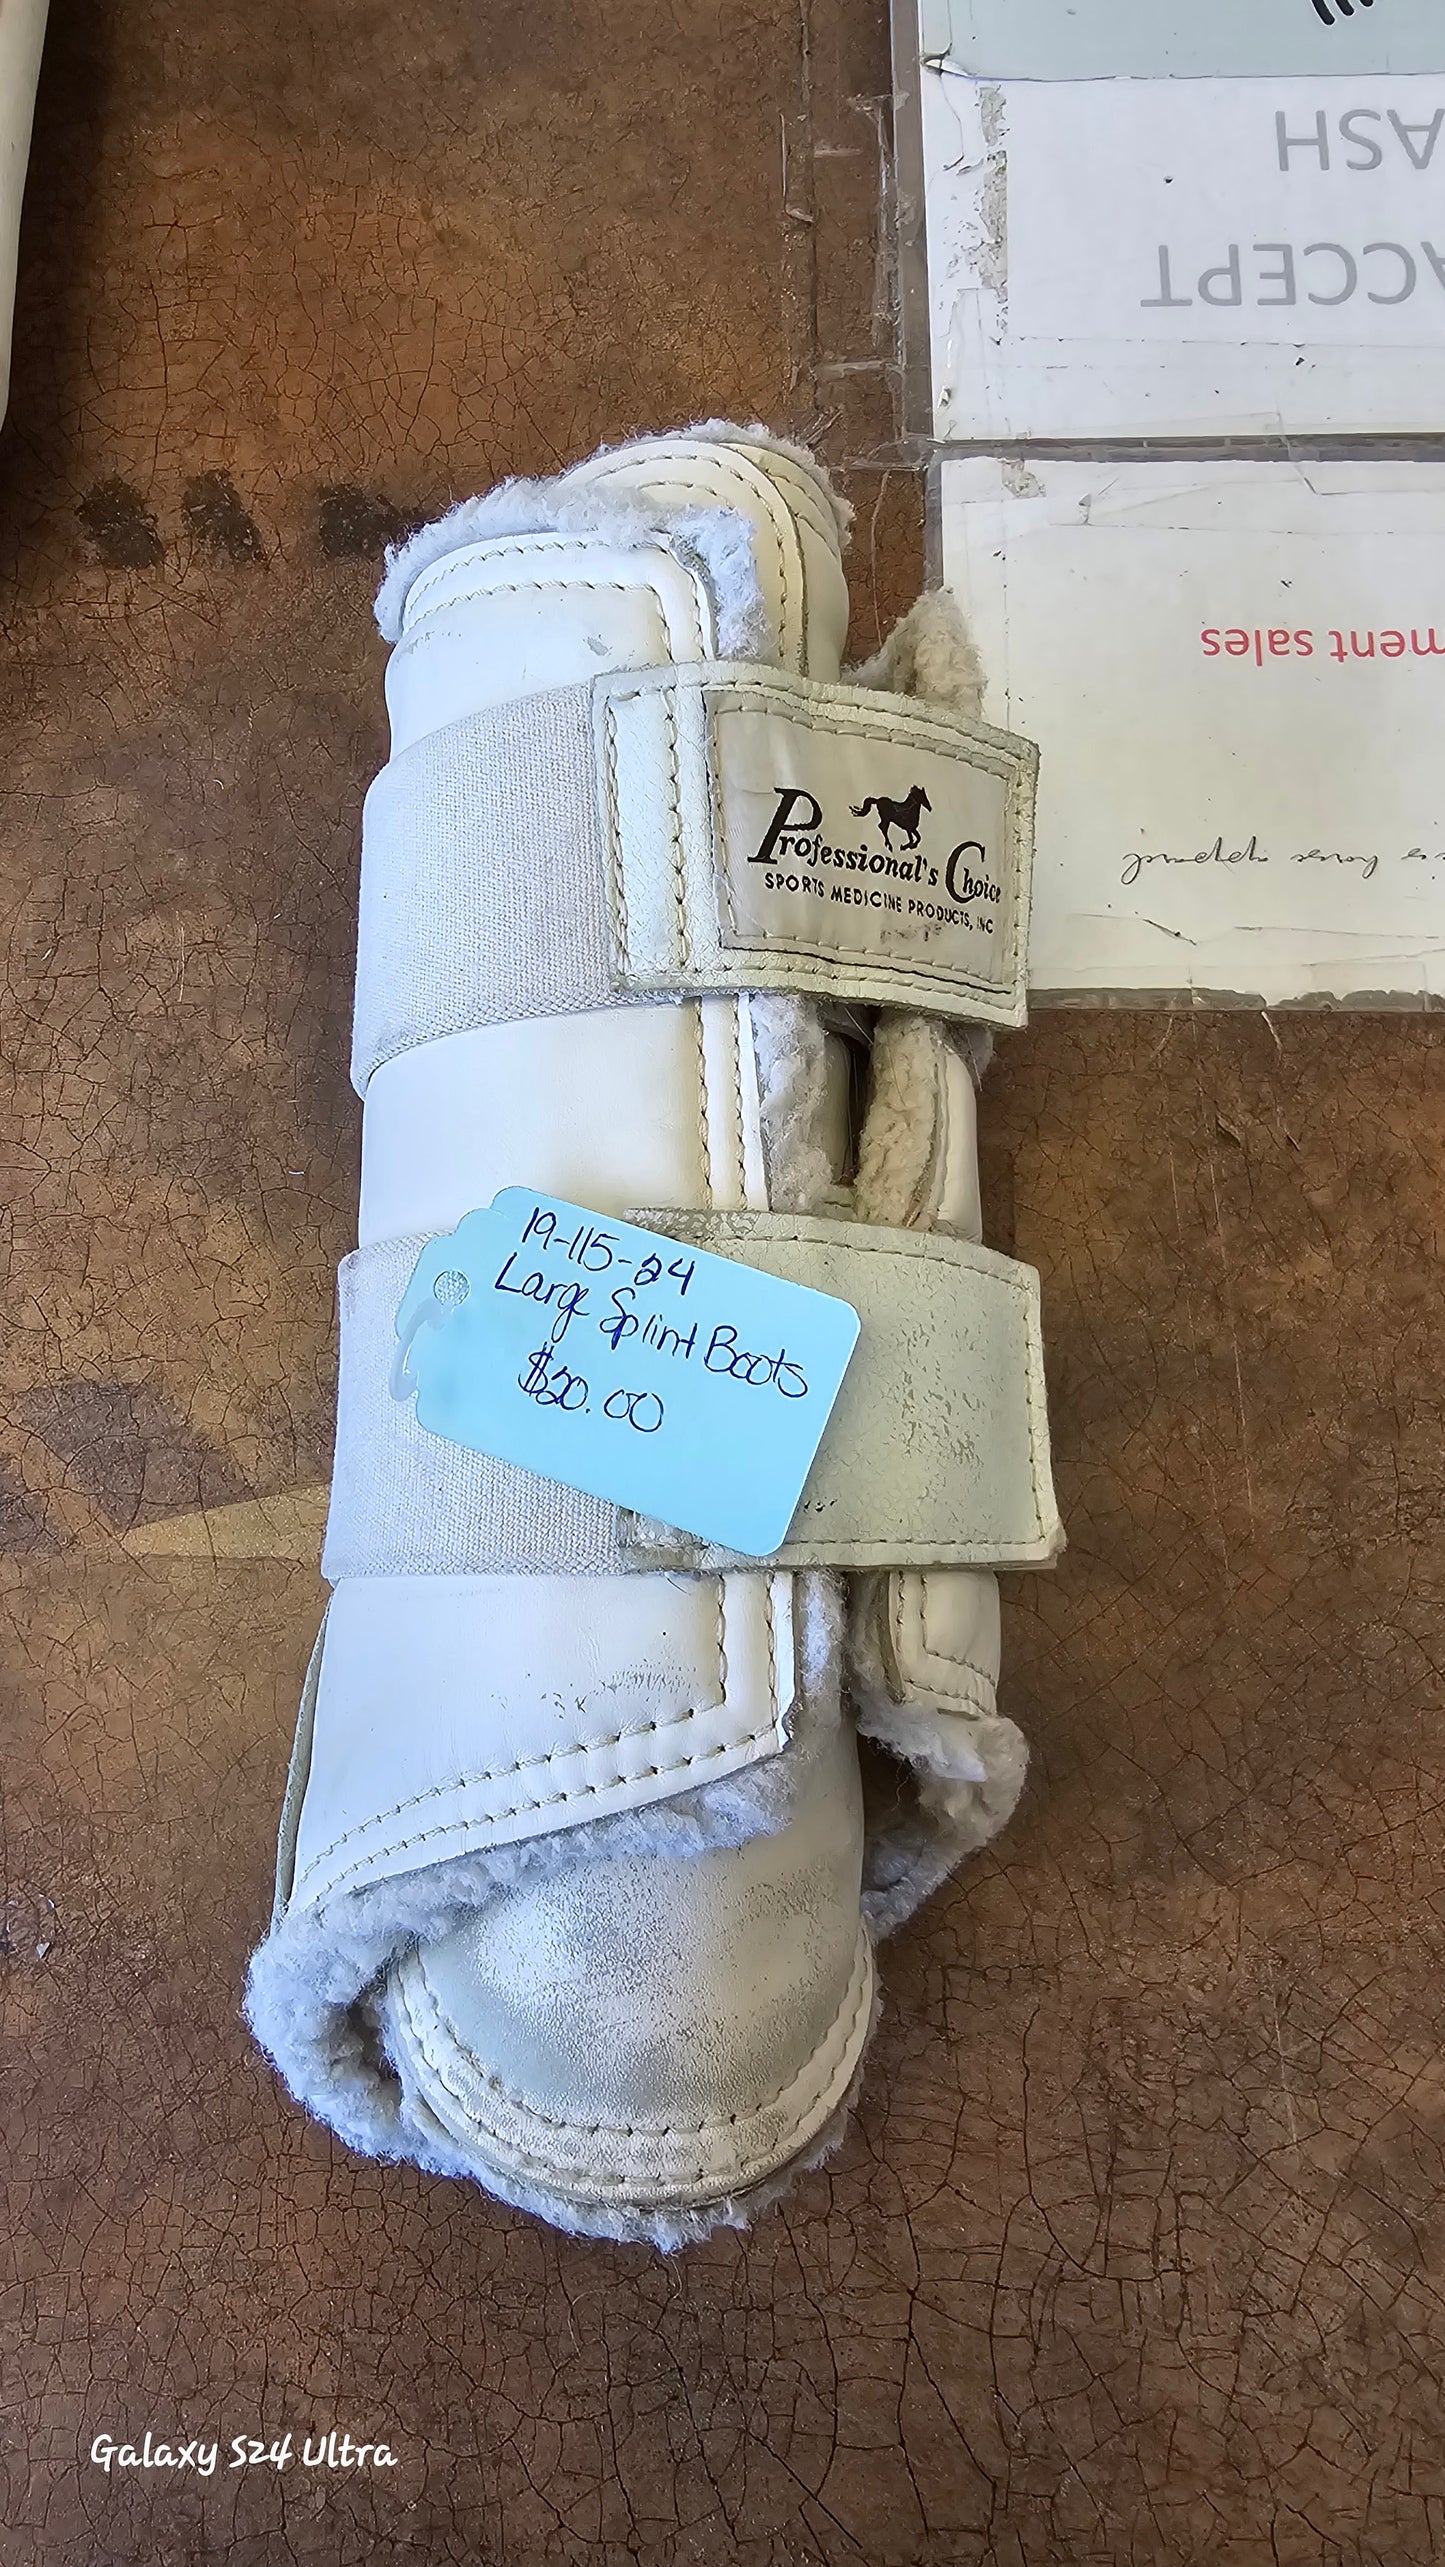 Professional's Choice
SPORTS MEDICINE PRODUCTS, INC
19-115-24
Large Splint Boots
$20.00
ACCEPT
ASH
ment sales
Galaxy S24 Ultra